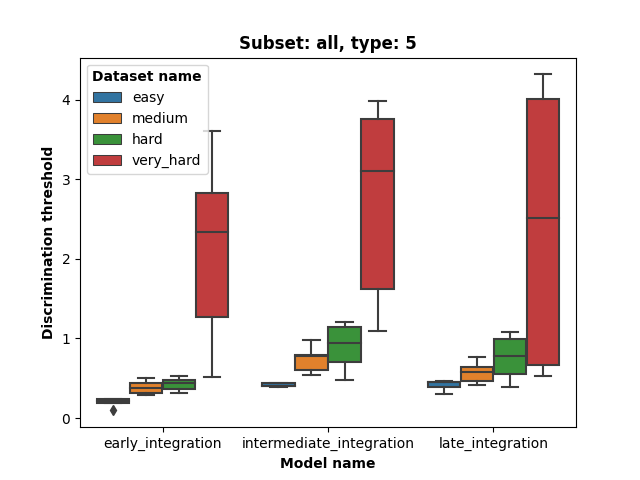 Subset: all, type: 5
Dataset name
easy
medium
hard
very_hard
Discrimination threshold
4
3
2
1
0
early_integration
intermediate_integration
late_integration
Model name